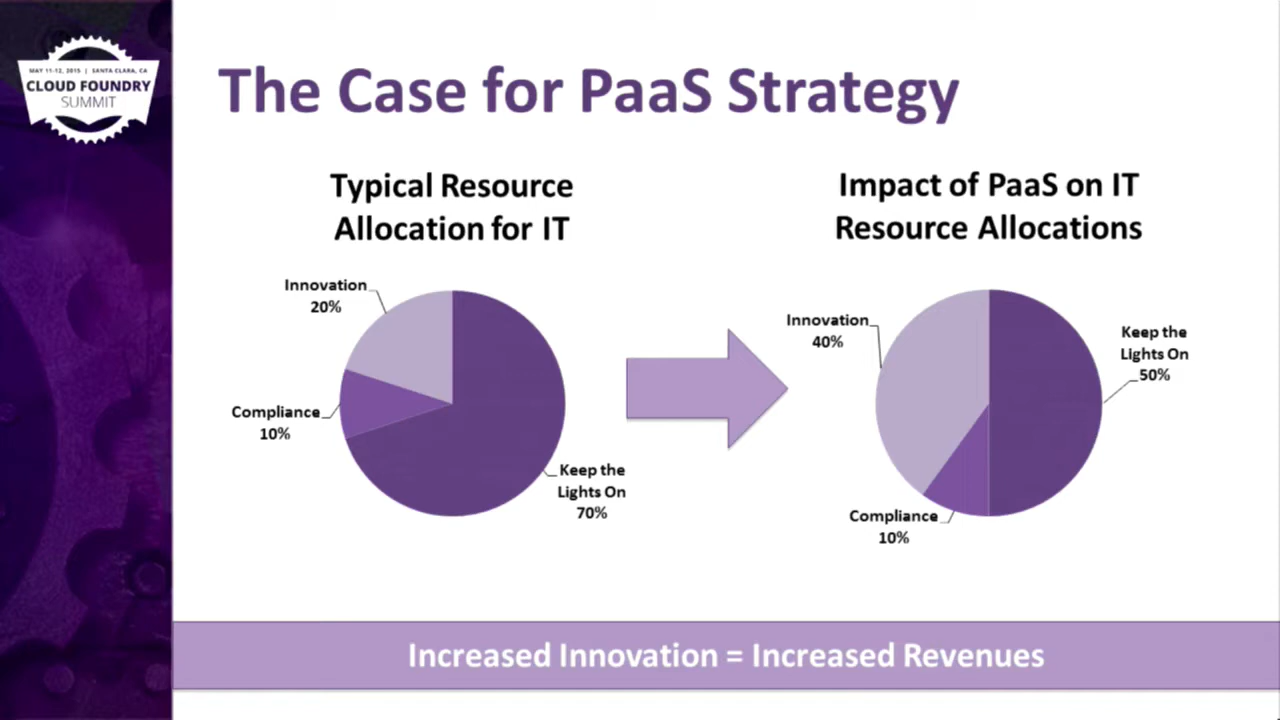 MAY 11-12, 2015 | SANTA CLARA, CA
CLOUD FOUNDRY
SUMMIT
The Case for PaaS Strategy
Typical Resource
Allocation for IT
Innovation
20%
Compliance
10%
Keep the
Lights On
70%
Impact of PaaS on IT
Resource Allocations
Innovation
40%
Keep the
Lights On
50%
Compliance
10%
Increased Innovation = Increased Revenues